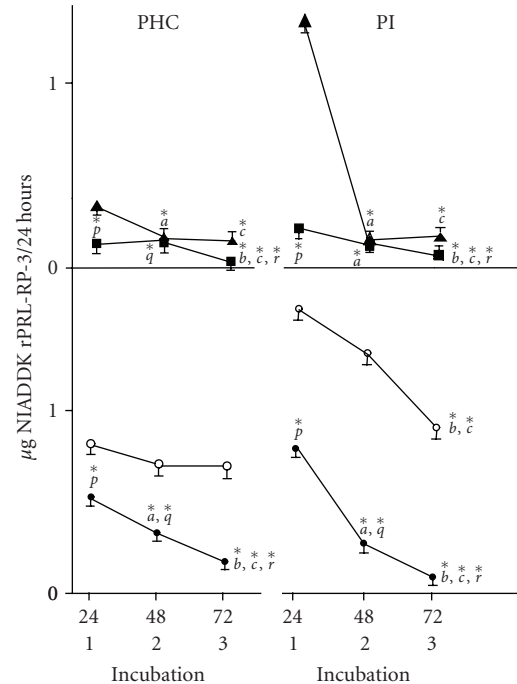 PHC PI
1
* p * a * c
* q * b, * c, * r
* p * a * c
* a * b, * c, * r
0
1
* p * a, * q * b, * c, * r
* b, * c
* p * a, * q * b, * c, * r
0
24 48 72 24 48 72
1 2 3 1 2 3
Incubation Incubation
µg NIADDK rPRL-RP-3/24 hours